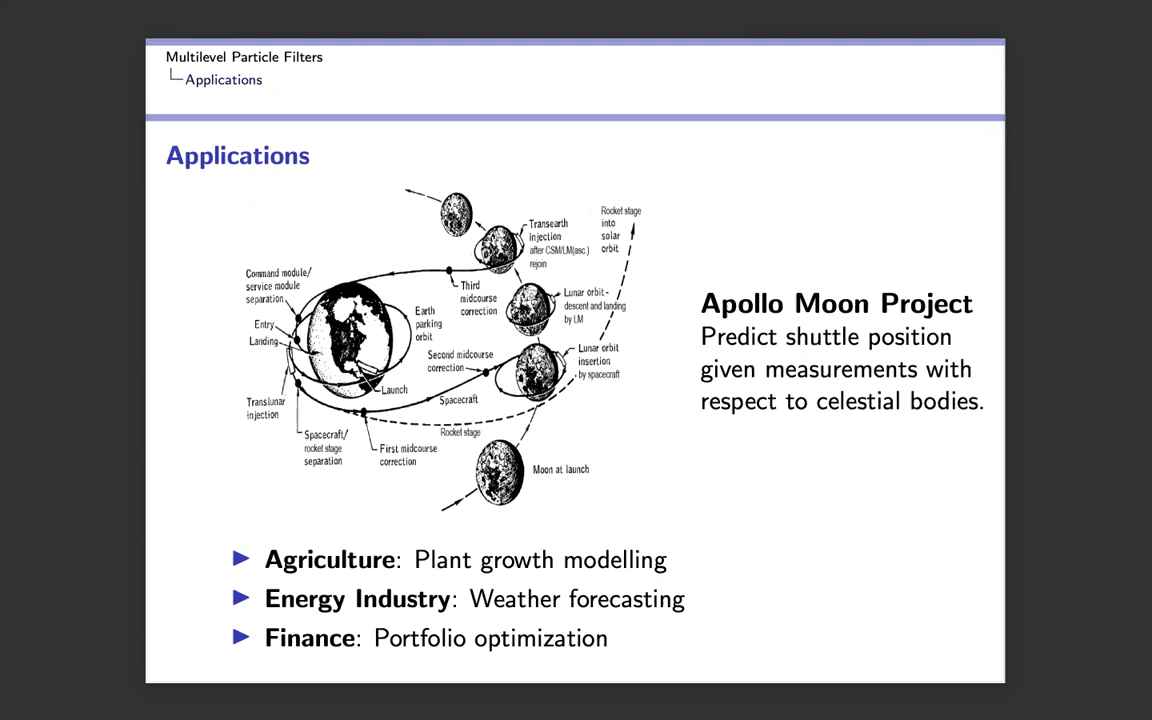 Multilevel Particle Filters
Applications
Applications
Rocket stage
into
solar
orbit
Transearth
injection
after CSM/LM(asc.)
rejoin
Command module/
service module
separation
Third
midcourse
correction
Lunar orbit -
descent and landing
by LM
Entry
Landing
Earth
parking
orbit
Second midcourse
correction
Lunar orbit
insertion
by spacecraft
Launch
Translunar
injection
Spacecraft
Rocket stage
Spacecraft/
rocket stage
separation
First midcourse
correction
Moon at launch
Apollo Moon Project
Predict shuttle position
given measurements with
respect to celestial bodies.
Agriculture: Plant growth modelling
Energy Industry: Weather forecasting
Finance: Portfolio optimization